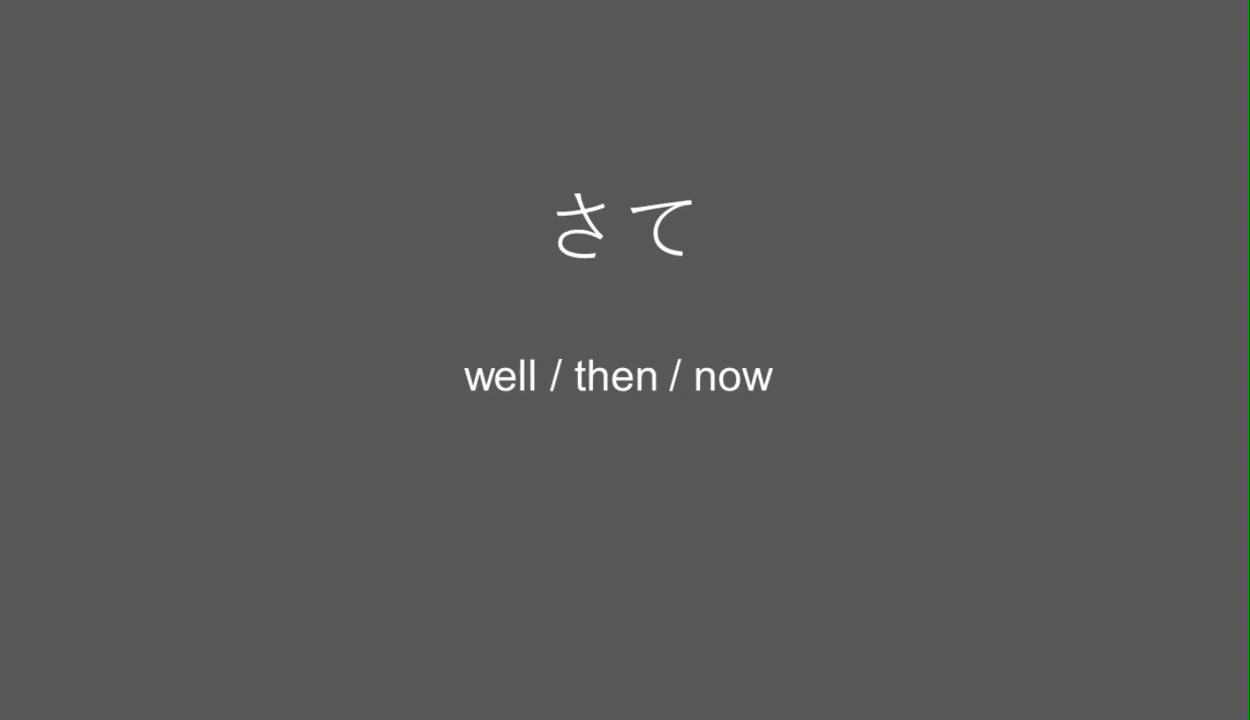 さて
well / then / now